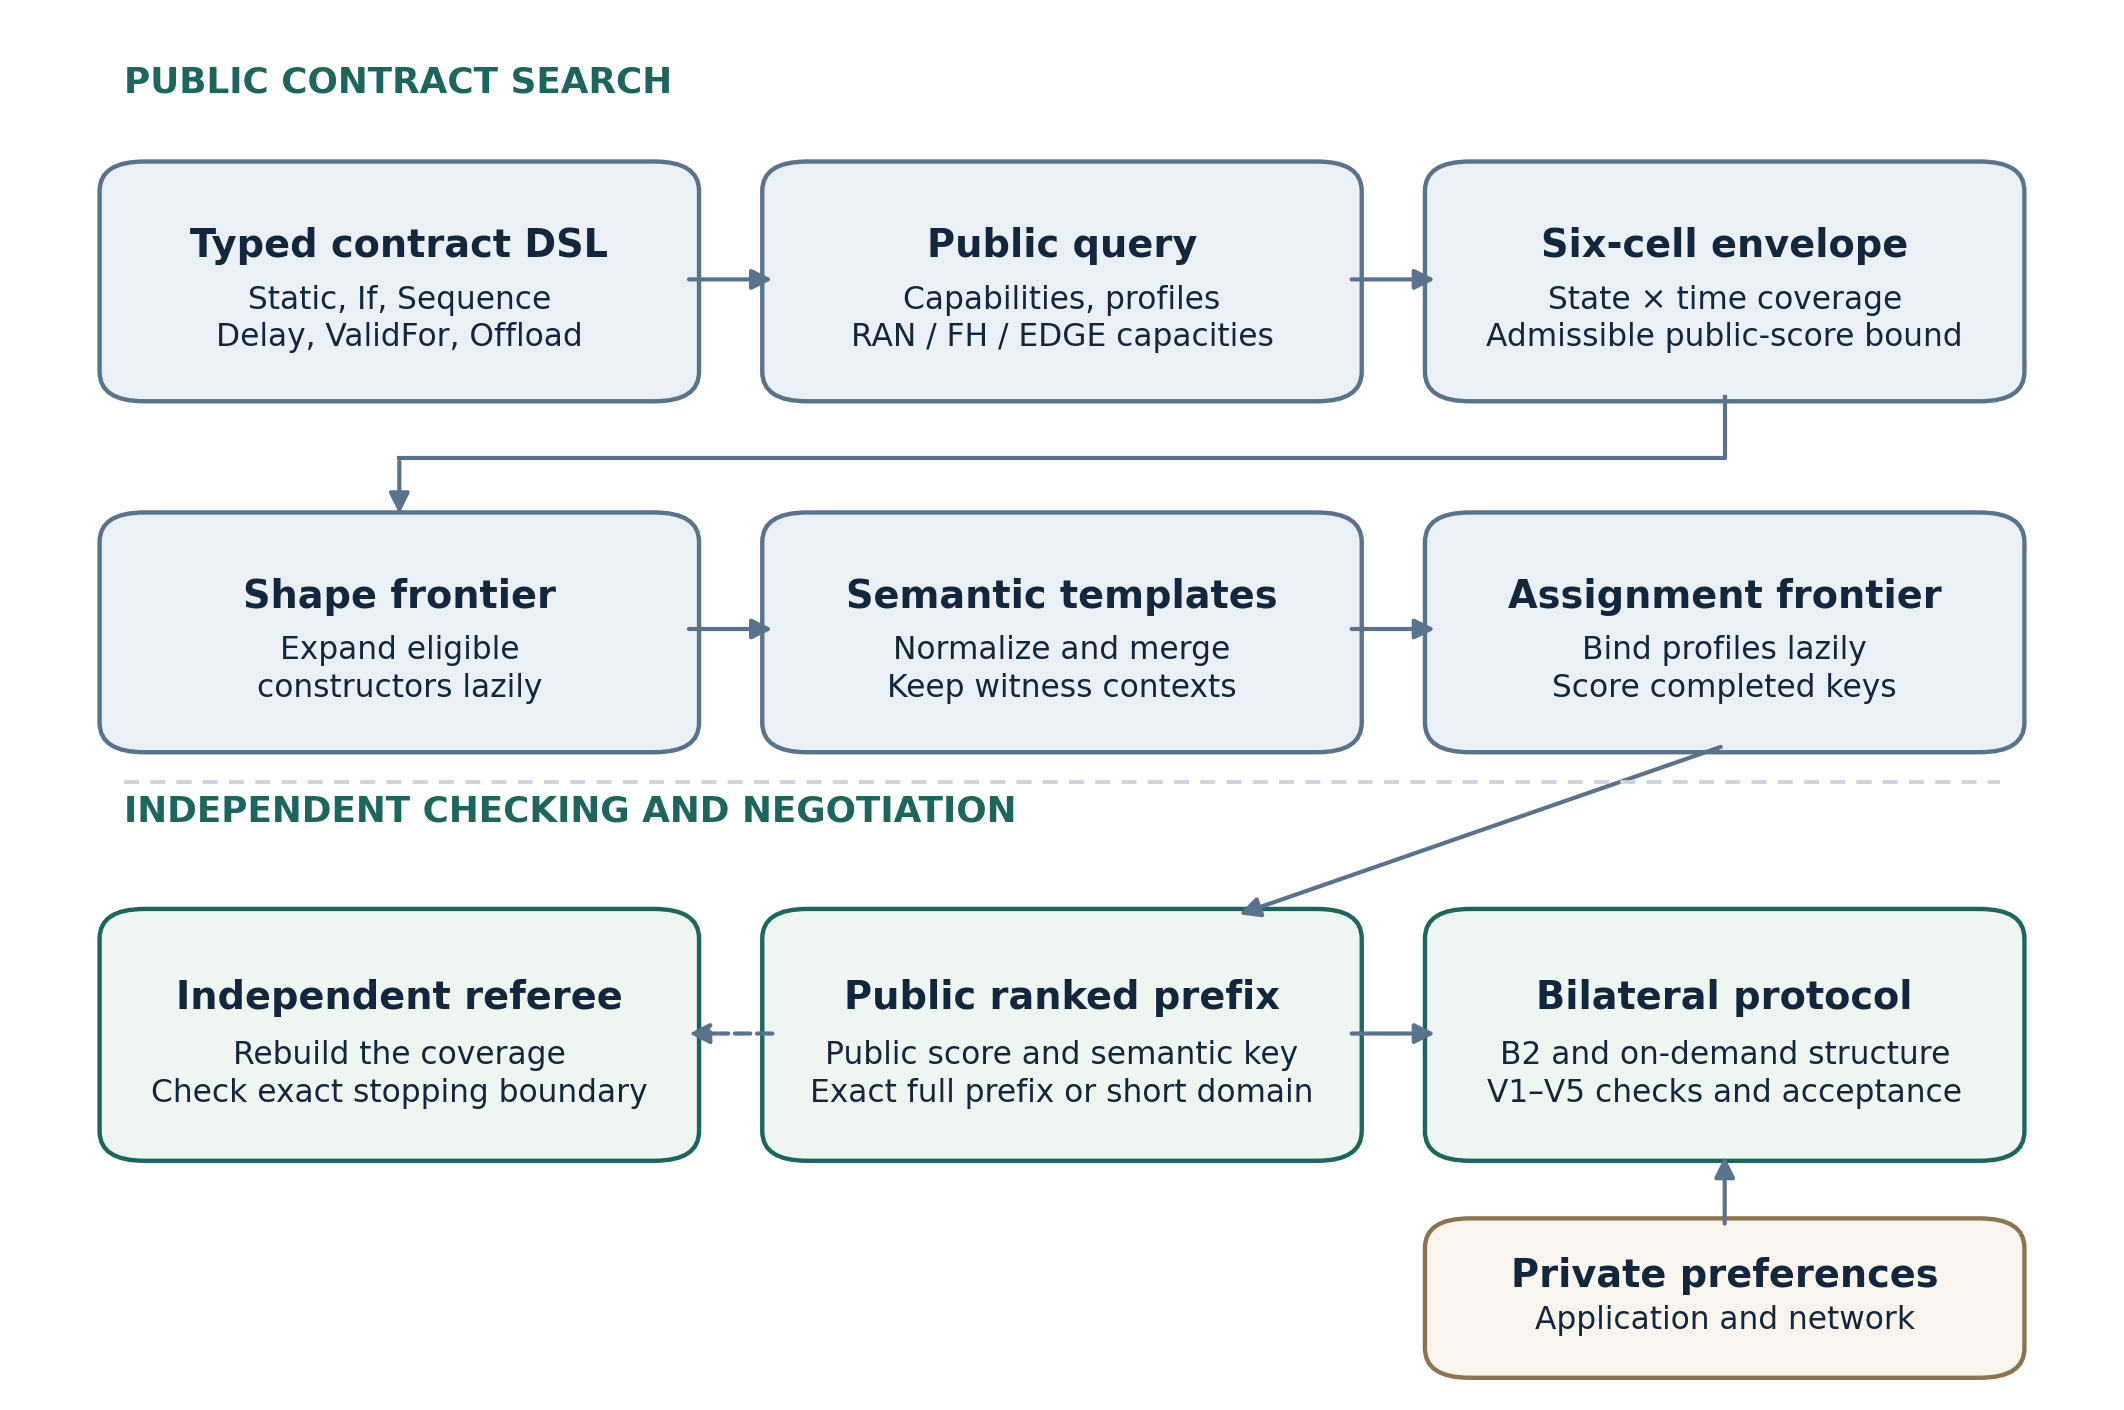 PUBLIC CONTRACT SEARCH
Typed contract DSL
Static, If, Sequence
Delay, ValidFor, Offload
Public query
Capabilities, profiles
RAN / FH / EDGE capacities
Six-cell envelope
State × time coverage
Admissible public-score bound
Shape frontier
Expand eligible
constructors lazily
Semantic templates
Normalize and merge
Keep witness contexts
Assignment frontier
Bind profiles lazily
Score completed keys
INDEPENDENT CHECKING AND NEGOTIATION
Independent referee
Rebuild the coverage
Check exact stopping boundary
Public ranked prefix
Public score and semantic key
Exact full prefix or short domain
Bilateral protocol
B2 and on-demand structure
V1–V5 checks and acceptance
Private preferences
Application and network